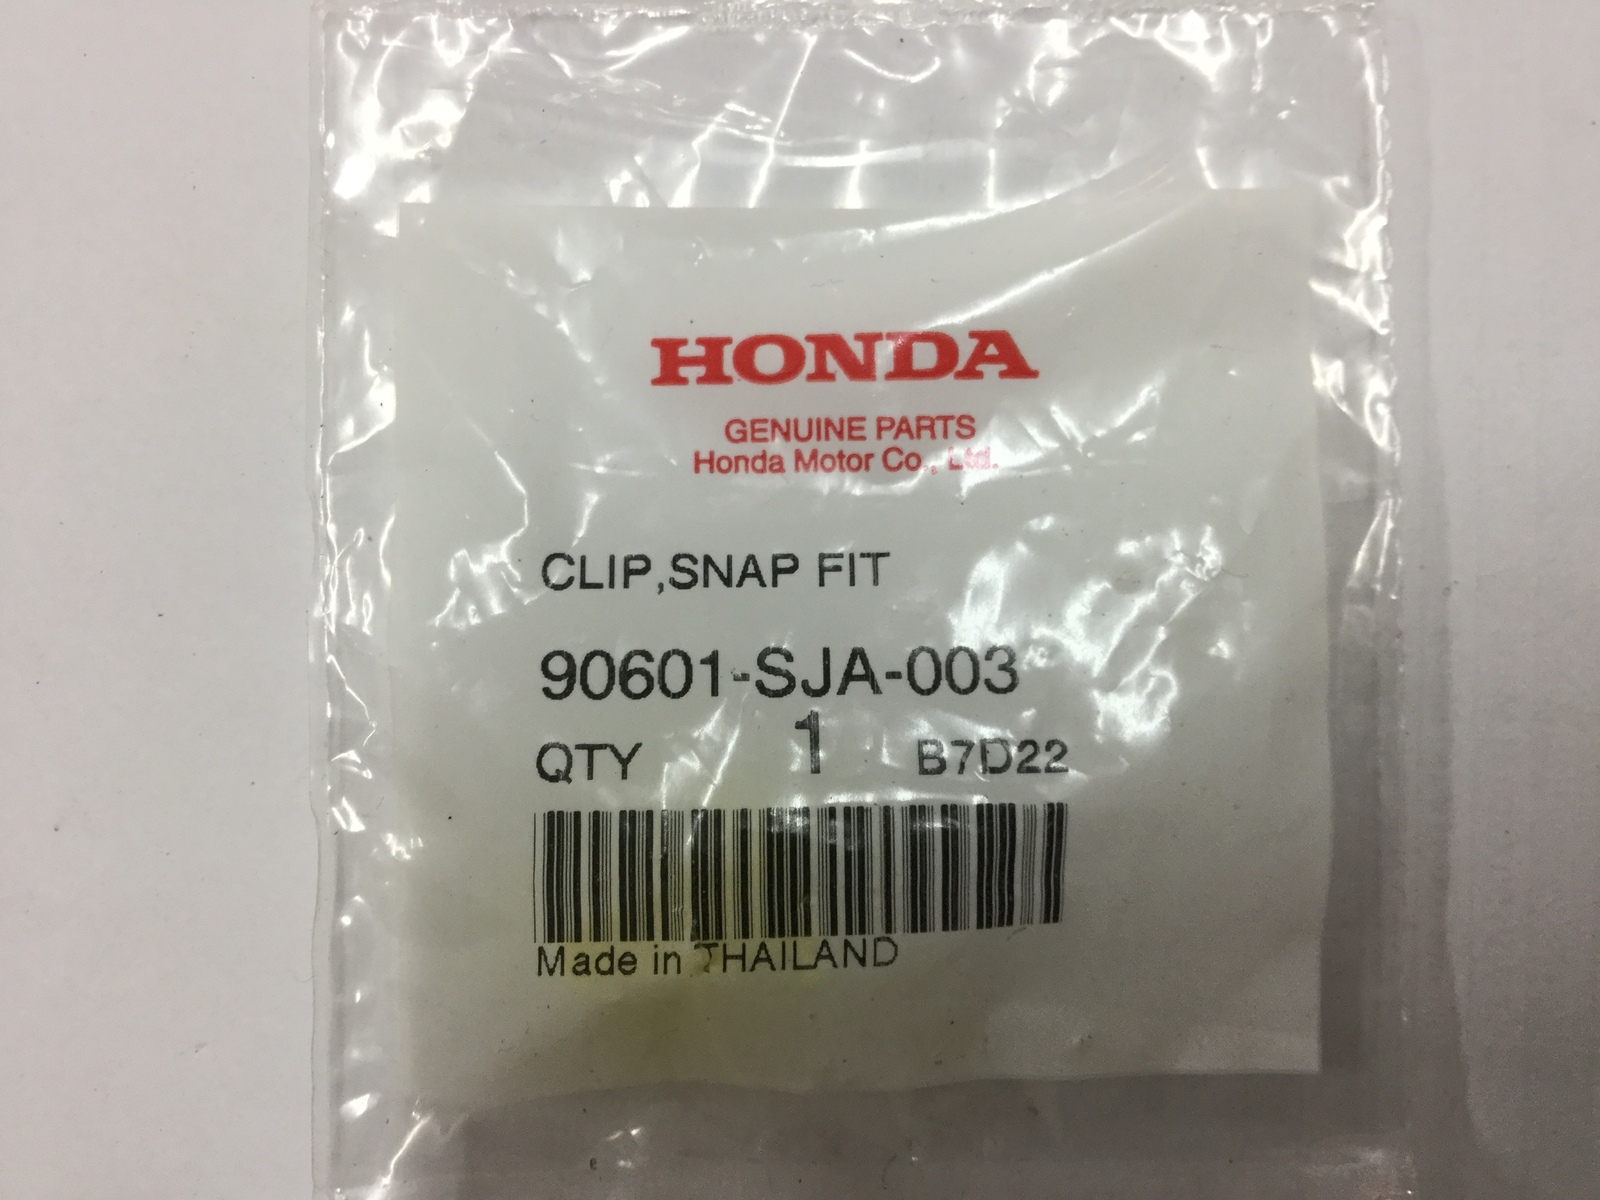 HONDA
GENUINE PARTS
Honda Motor Co., Ltd.
CLIP,SNAP FIT
90601-SJA-003
QTY 1 B7D22
Made in THAILAND